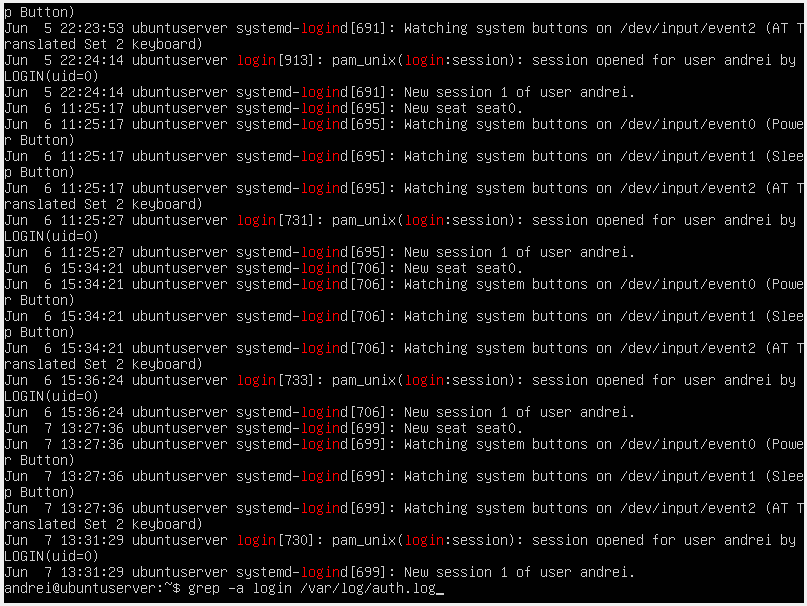 p Button)
Jun  5 22:23:53 ubuntuserver systemd-logind[691]: Watching system buttons on /dev/input/event2 (AT T
ranslated Set 2 keyboard)
Jun  5 22:24:14 ubuntuserver login[913]: pam_unix(login:session): session opened for user andrei by
LOGIN(uid=0)
Jun  5 22:24:14 ubuntuserver systemd-logind[691]: New session 1 of user andrei.
Jun  6 11:25:17 ubuntuserver systemd-logind[695]: New seat seat0.
Jun  6 11:25:17 ubuntuserver systemd-logind[695]: Watching system buttons on /dev/input/event0 (Powe
r Button)
Jun  6 11:25:17 ubuntuserver systemd-logind[695]: Watching system buttons on /dev/input/event1 (Slee
p Button)
Jun  6 11:25:17 ubuntuserver systemd-logind[695]: Watching system buttons on /dev/input/event2 (AT T
ranslated Set 2 keyboard)
Jun  6 11:25:27 ubuntuserver login[731]: pam_unix(login:session): session opened for user andrei by
LOGIN(uid=0)
Jun  6 11:25:27 ubuntuserver systemd-logind[695]: New session 1 of user andrei.
Jun  6 15:34:21 ubuntuserver systemd-logind[706]: New seat seat0.
Jun  6 15:34:21 ubuntuserver systemd-logind[706]: Watching system buttons on /dev/input/event0 (Powe
r Button)
Jun  6 15:34:21 ubuntuserver systemd-logind[706]: Watching system buttons on /dev/input/event1 (Slee
p Button)
Jun  6 15:34:21 ubuntuserver systemd-logind[706]: Watching system buttons on /dev/input/event2 (AT T
ranslated Set 2 keyboard)
Jun  6 15:36:24 ubuntuserver login[733]: pam_unix(login:session): session opened for user andrei by
LOGIN(uid=0)
Jun  6 15:36:24 ubuntuserver systemd-logind[706]: New session 1 of user andrei.
Jun  7 13:27:36 ubuntuserver systemd-logind[699]: New seat seat0.
Jun  7 13:27:36 ubuntuserver systemd-logind[699]: Watching system buttons on /dev/input/event0 (Powe
r Button)
Jun  7 13:27:36 ubuntuserver systemd-logind[699]: Watching system buttons on /dev/input/event1 (Slee
p Button)
Jun  7 13:27:36 ubuntuserver systemd-logind[699]: Watching system buttons on /dev/input/event2 (AT T
ranslated Set 2 keyboard)
Jun  7 13:31:29 ubuntuserver login[730]: pam_unix(login:session): session opened for user andrei by
LOGIN(uid=0)
Jun  7 13:31:29 ubuntuserver systemd-logind[699]: New session 1 of user andrei.
andrei@ubuntuserver:~$ grep -a login /var/log/auth.log_